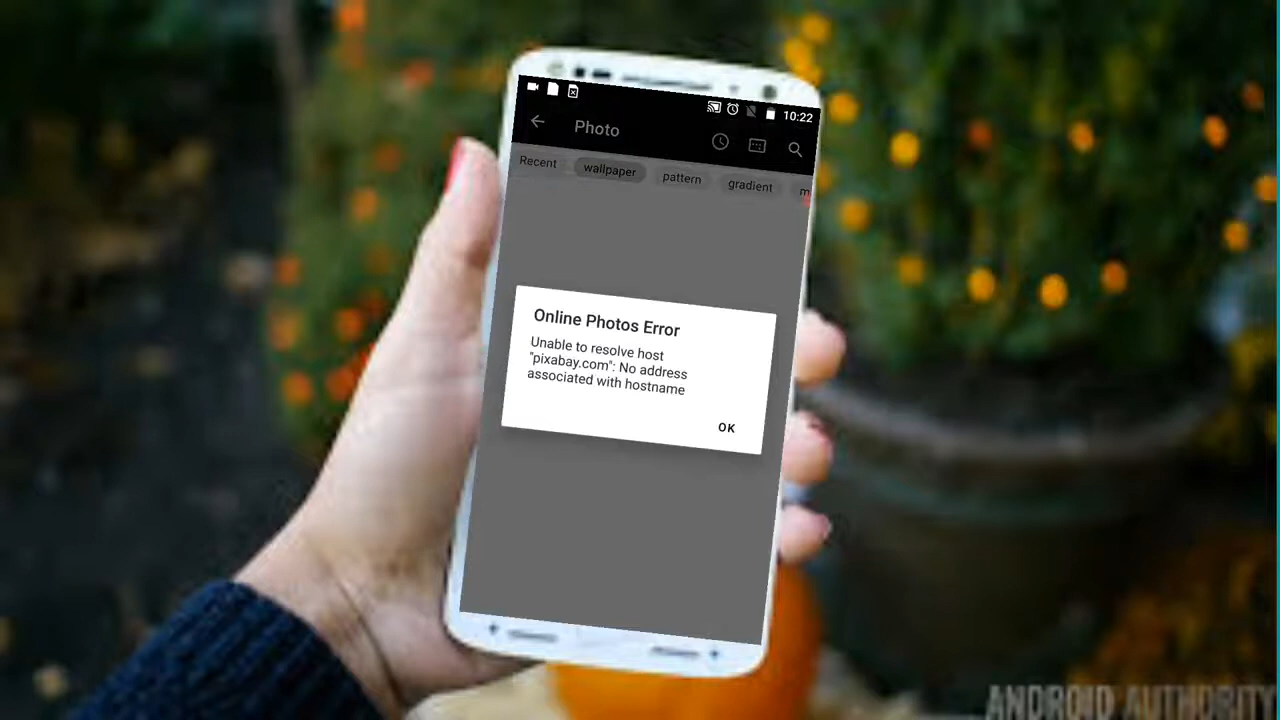 10:22
Photo
Recent wallpaper pattern gradient m
Online Photos Error
Unable to resolve host
"pixabay.com": No address
associated with hostname
OK
ANDROID AUTHORITY